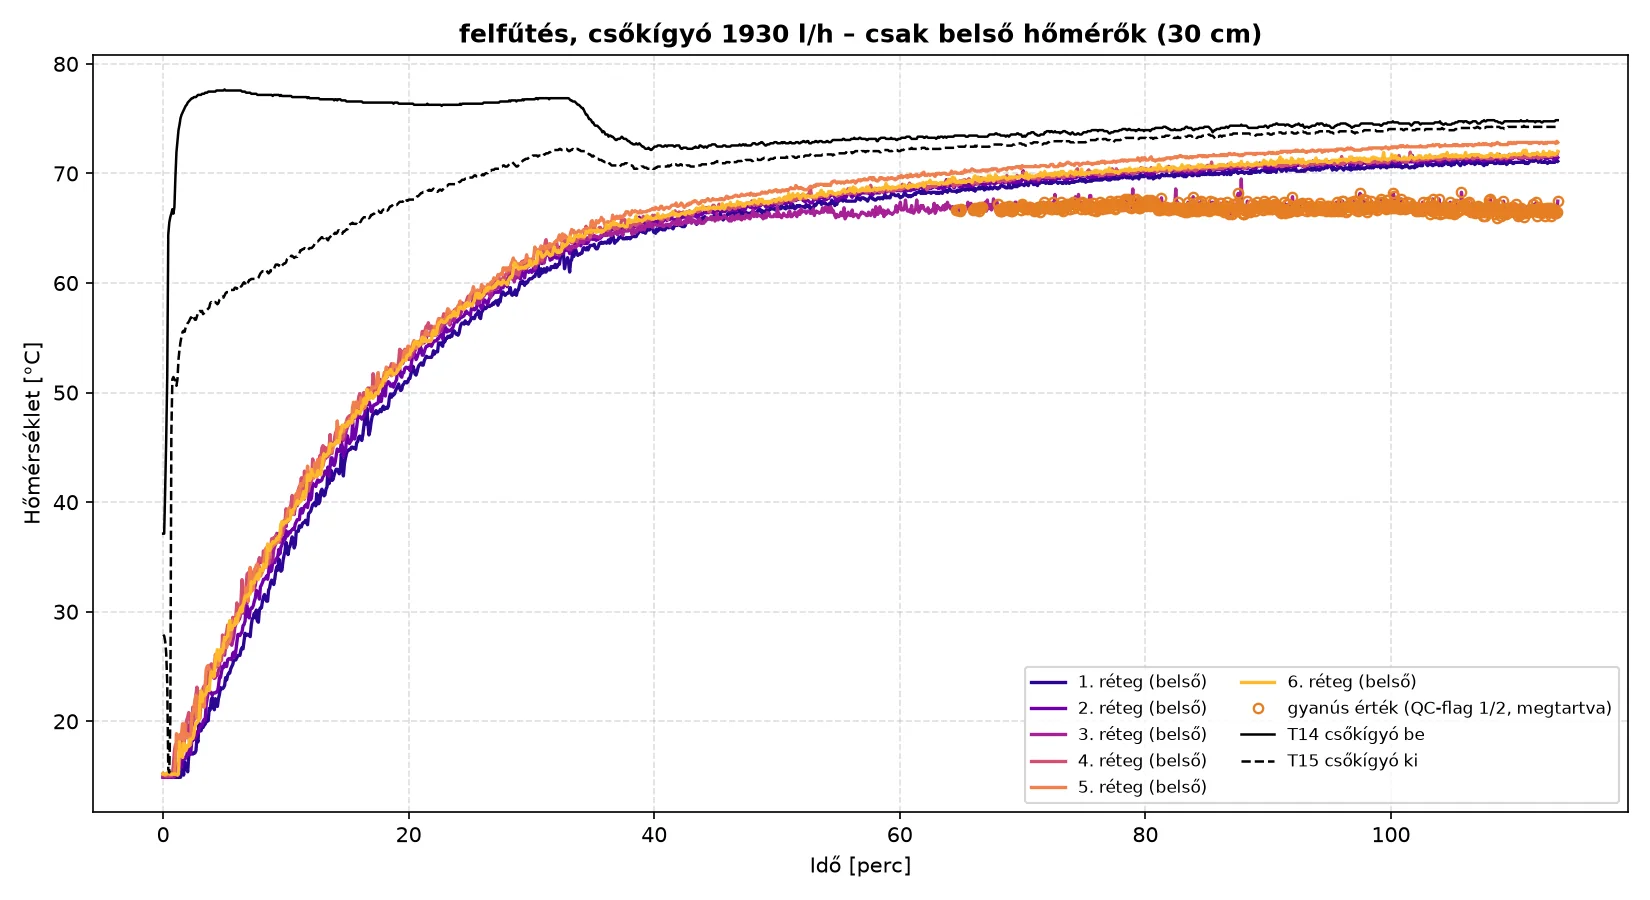 felfűtés, csőkígyó 1930 l/h – csak belső hőmérők (30 cm)
Hőmérséklet [°C]
80
70
60
50
40
30
20
0
20
40
60
80
100
Idő [perc]
1. réteg (belső)
2. réteg (belső)
3. réteg (belső)
4. réteg (belső)
5. réteg (belső)
6. réteg (belső)
gyanús érték (QC-flag 1/2, megtartva)
T14 csőkígyó be
T15 csőkígyó ki